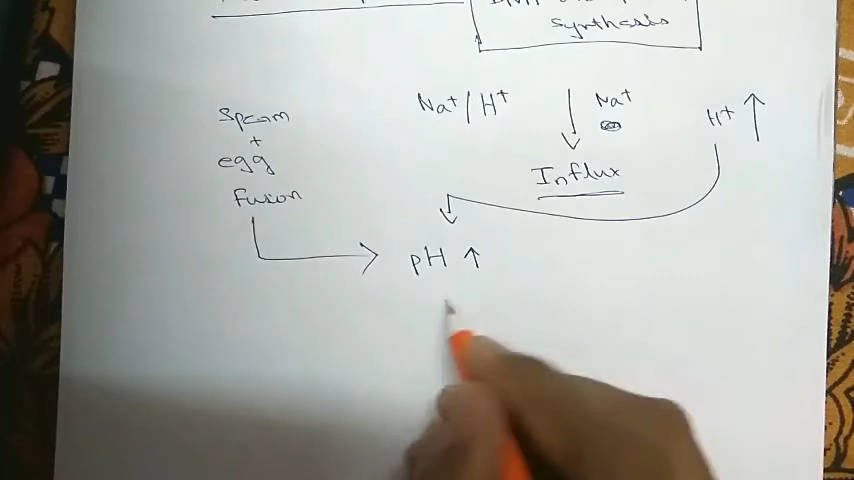 synthesis
Sperm
+
egg
Fusion
Na⁺/H⁺
↓ Na⁺
Influx
H⁺ ↑
pH ↑